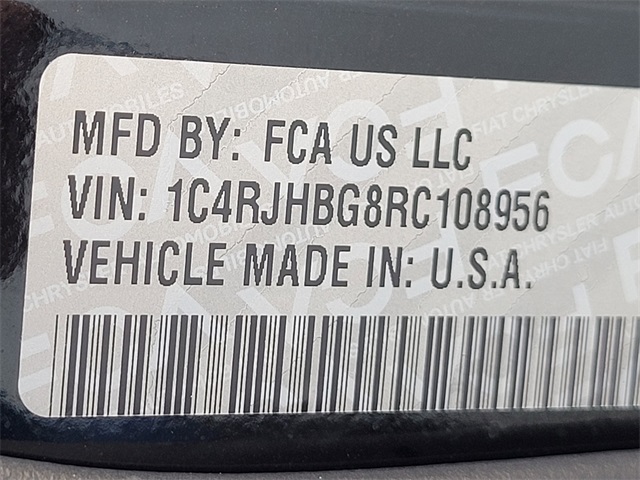 MFD BY: FCA US LLC
VIN: 1C4RJHBG8RC108956
VEHICLE MADE IN: U.S.A.